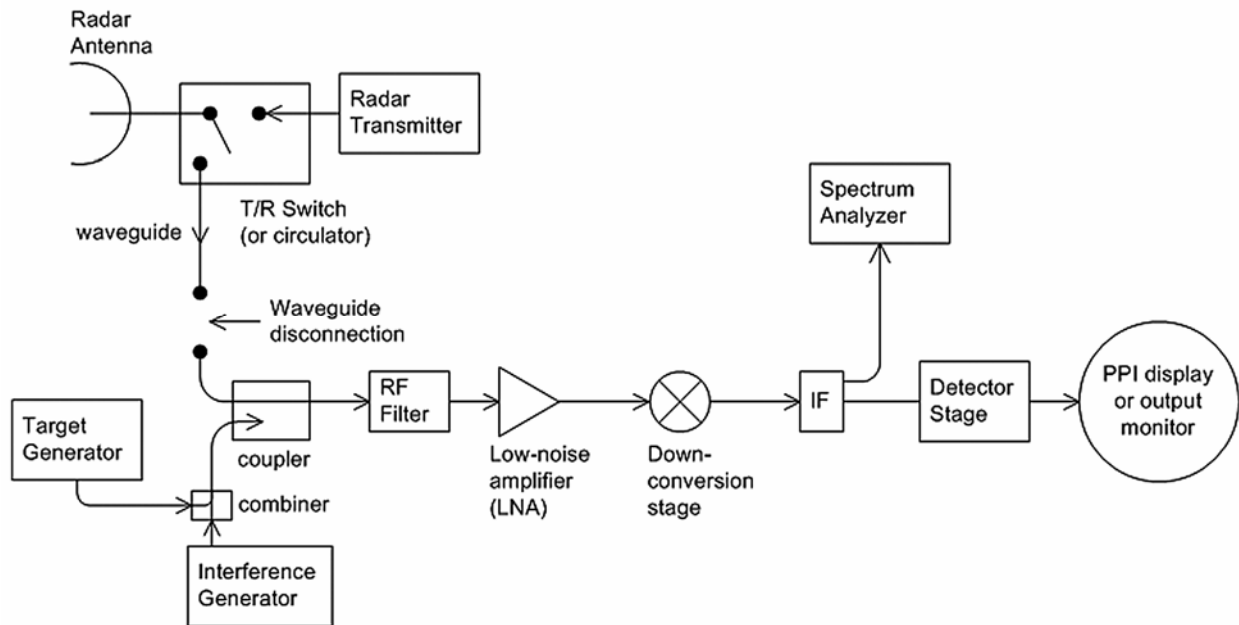 Radar
Antenna
Radar
Transmitter
T/R Switch
(or circulator)
waveguide
Waveguide
disconnection
Spectrum
Analyzer
Target
Generator
coupler
combiner
Interference
Generator
RF
Filter
Low-noise
amplifier
(LNA)
Down-
conversion
stage
IF
Detector
Stage
PPI display
or output
monitor